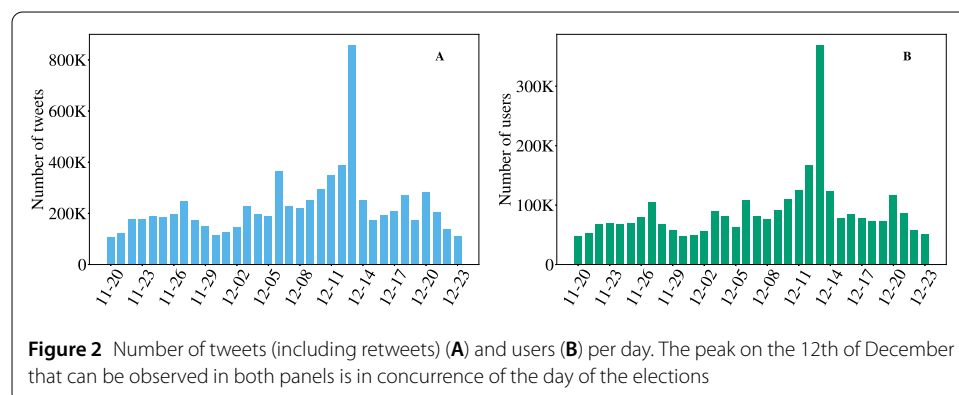 A
Number of tweets
800K
600K
400K
200K
0
11-20
11-23
11-26
11-29
12-02
12-05
12-08
12-11
12-14
12-17
12-20
12-23
B
Number of users
300K
200K
100K
0
11-20
11-23
11-26
11-29
12-02
12-05
12-08
12-11
12-14
12-17
12-20
12-23
Figure 2 Number of tweets (including retweets) (A) and users (B) per day. The peak on the 12th of December
that can be observed in both panels is in concurrence of the day of the elections